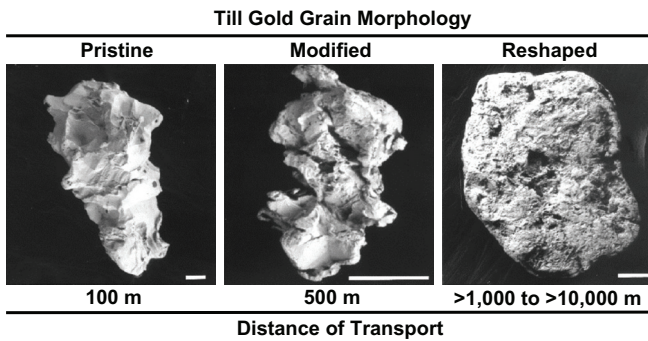 Till Gold Grain Morphology
Pristine
Modified
Reshaped
100 m
500 m
>1,000 to >10,000 m
Distance of Transport